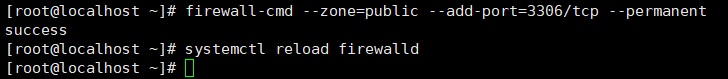 [root@localhost ~]# firewall-cmd --zone=public --add-port=3306/tcp --permanent
success
[root@localhost ~]# systemctl reload firewalld
[root@localhost ~]#